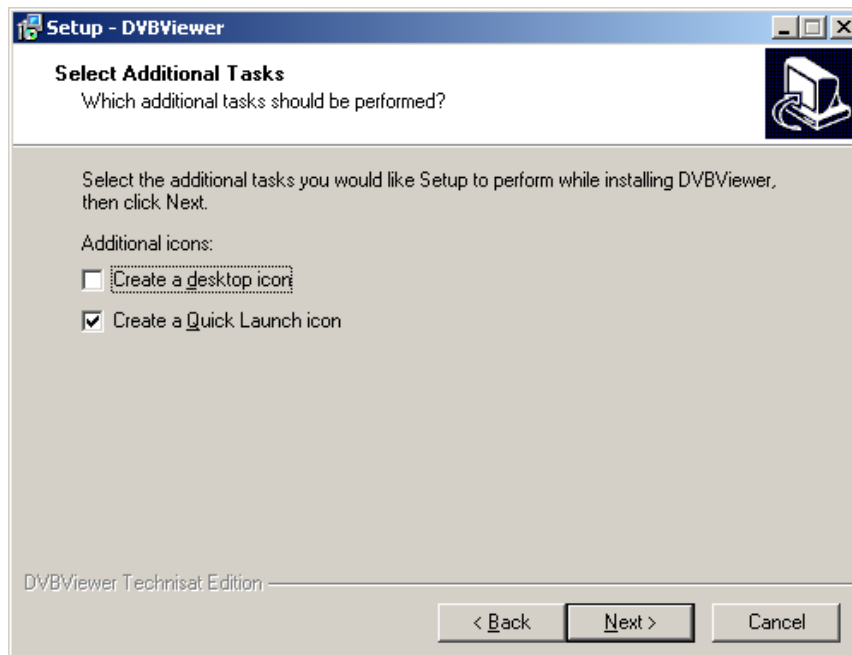 Setup - DVBViewer
Select Additional Tasks
Which additional tasks should be performed?
Select the additional tasks you would like Setup to perform while installing DVBViewer,
then click Next.
Additional icons:
Create a desktop icon
Create a Quick Launch icon
DVBViewer Technisat Edition
< Back
Next >
Cancel